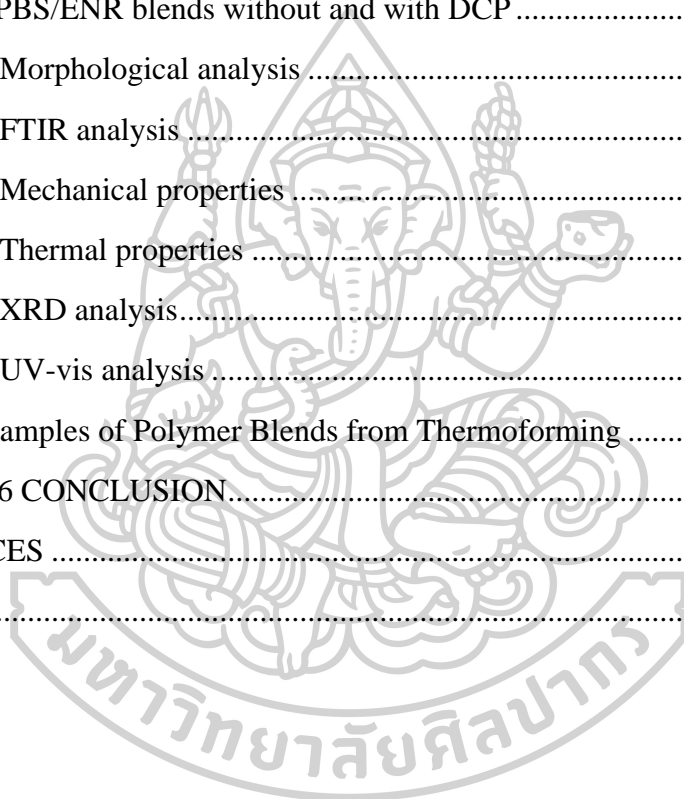 PBS/ENR blends without and with DCP ........................
Morphological analysis ......................................................
FTIR analysis .......................................................................
Mechanical properties ........................................................
Thermal properties ..............................................................
XRD analysis........................................................................
UV-vis analysis ....................................................................
amples of Polymer Blends from Thermoforming .......
6 CONCLUSION.................................................................
CES ..........................................................................................
..................................................................................................
มหาวิทยาลัยศิลปากร